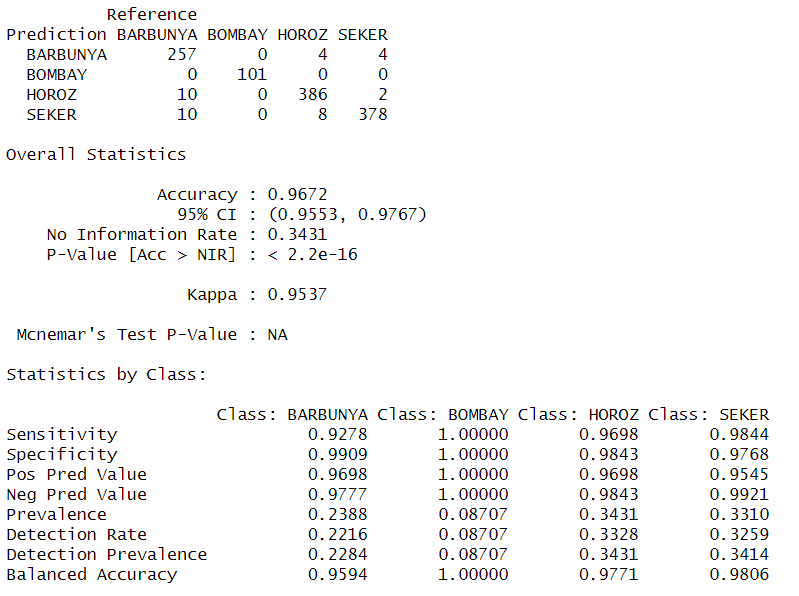 Reference
Prediction BARBUNYA BOMBAY HOROZ SEKER
  BARBUNYA      257      0     4     4
  BOMBAY          0    101     0     0
  HOROZ          10      0   386     2
  SEKER          10      0     8   378

Overall Statistics

               Accuracy : 0.9672
                 95% CI : (0.9553, 0.9767)
    No Information Rate : 0.3431
    P-Value [Acc > NIR] : < 2.2e-16

                  Kappa : 0.9537

 Mcnemar's Test P-Value : NA

Statistics by Class:

                     Class: BARBUNYA Class: BOMBAY Class: HOROZ Class: SEKER
Sensitivity                   0.9278       1.00000       0.9698       0.9844
Specificity                   0.9909       1.00000       0.9843       0.9768
Pos Pred Value                0.9698       1.00000       0.9698       0.9545
Neg Pred Value                0.9777       1.00000       0.9843       0.9921
Prevalence                    0.2388       0.08707       0.3431       0.3310
Detection Rate                0.2216       0.08707       0.3328       0.3259
Detection Prevalence          0.2284       0.08707       0.3431       0.3414
Balanced Accuracy             0.9594       1.00000       0.9771       0.9806